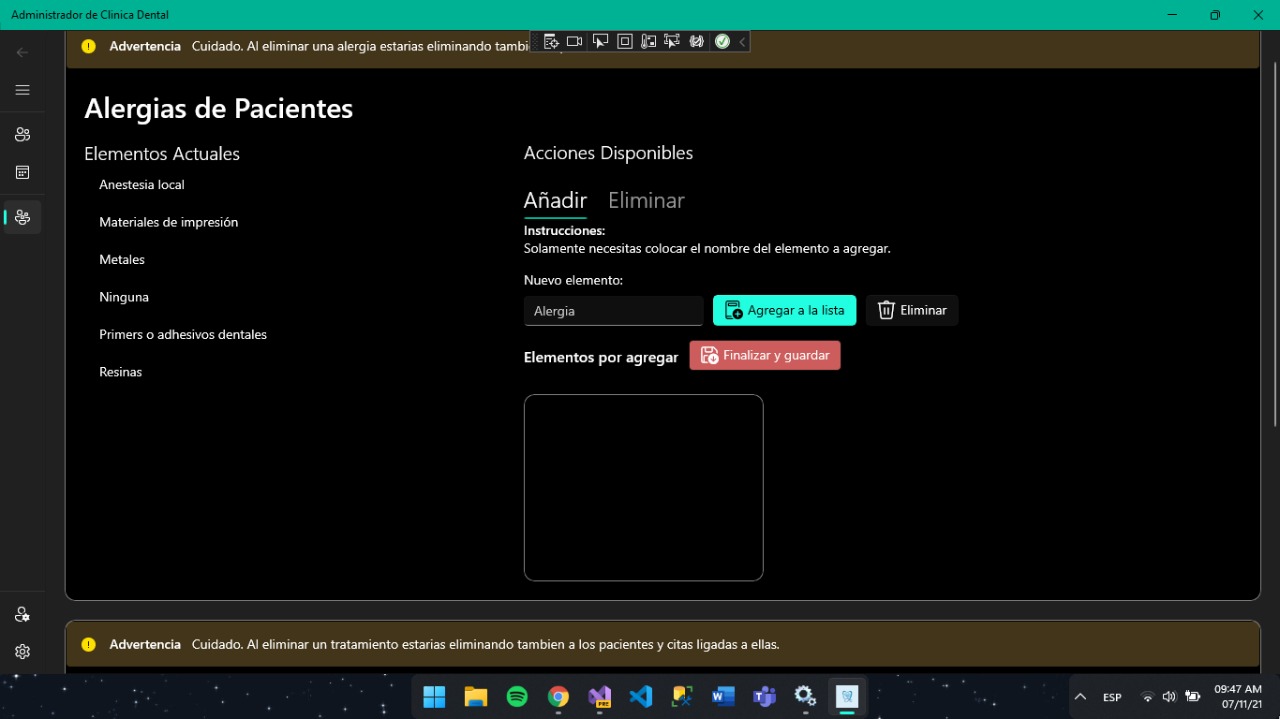 Administrador de Clinica Dental
Advertencia Cuidado. Al eliminar una alergia estarias eliminando
Alergias de Pacientes
Elementos Actuales
Anestesia local
Materiales de impresión
Metales
Ninguna
Primers o adhesivos dentales
Resinas
Acciones Disponibles
Añadir Eliminar
Instrucciones:
Solamente necesitas colocar el nombre del elemento a agregar.
Nuevo elemento:
Alergia Agregar a la lista Eliminar
Elementos por agregar Finalizar y guardar
Advertencia Cuidado. Al eliminar un tratamiento estarias eliminando tambien a los pacientes y citas ligadas a ellas.
PRE
ESP
09:47 AM
07/11/21